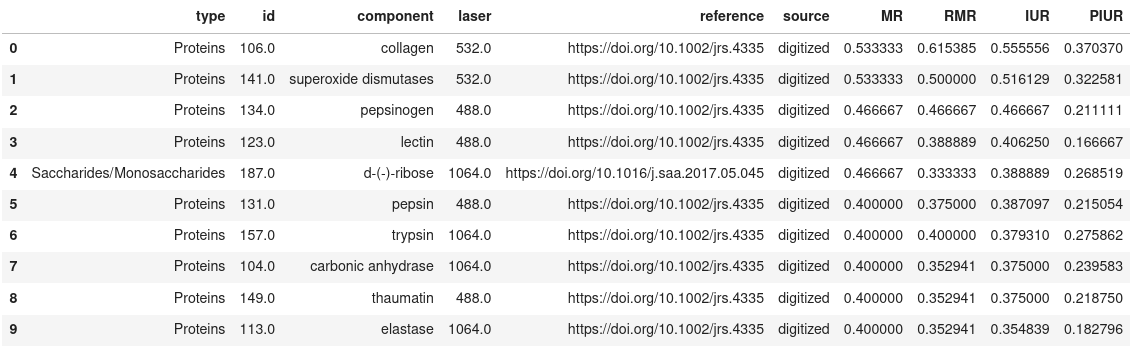 type id component laser reference source MR RMR IUR PIUR
0 Proteins 106.0 collagen 532.0 https://doi.org/10.1002/jrs.4335 digitized 0.533333 0.615385 0.555556 0.370370
1 Proteins 141.0 superoxide dismutases 532.0 https://doi.org/10.1002/jrs.4335 digitized 0.533333 0.500000 0.516129 0.322581
2 Proteins 134.0 pepsinogen 488.0 https://doi.org/10.1002/jrs.4335 digitized 0.466667 0.466667 0.466667 0.211111
3 Proteins 123.0 lectin 488.0 https://doi.org/10.1002/jrs.4335 digitized 0.466667 0.388889 0.406250 0.166667
4 Saccharides/Monosaccharides 187.0 d-(-)-ribose 1064.0 https://doi.org/10.1016/j.saa.2017.05.045 digitized 0.466667 0.333333 0.388889 0.268519
5 Proteins 131.0 pepsin 488.0 https://doi.org/10.1002/jrs.4335 digitized 0.400000 0.375000 0.387097 0.215054
6 Proteins 157.0 trypsin 1064.0 https://doi.org/10.1002/jrs.4335 digitized 0.400000 0.400000 0.379310 0.275862
7 Proteins 104.0 carbonic anhydrase 1064.0 https://doi.org/10.1002/jrs.4335 digitized 0.400000 0.352941 0.375000 0.239583
8 Proteins 149.0 thaumatin 488.0 https://doi.org/10.1002/jrs.4335 digitized 0.400000 0.352941 0.375000 0.218750
9 Proteins 113.0 elastase 1064.0 https://doi.org/10.1002/jrs.4335 digitized 0.400000 0.352941 0.354839 0.182796